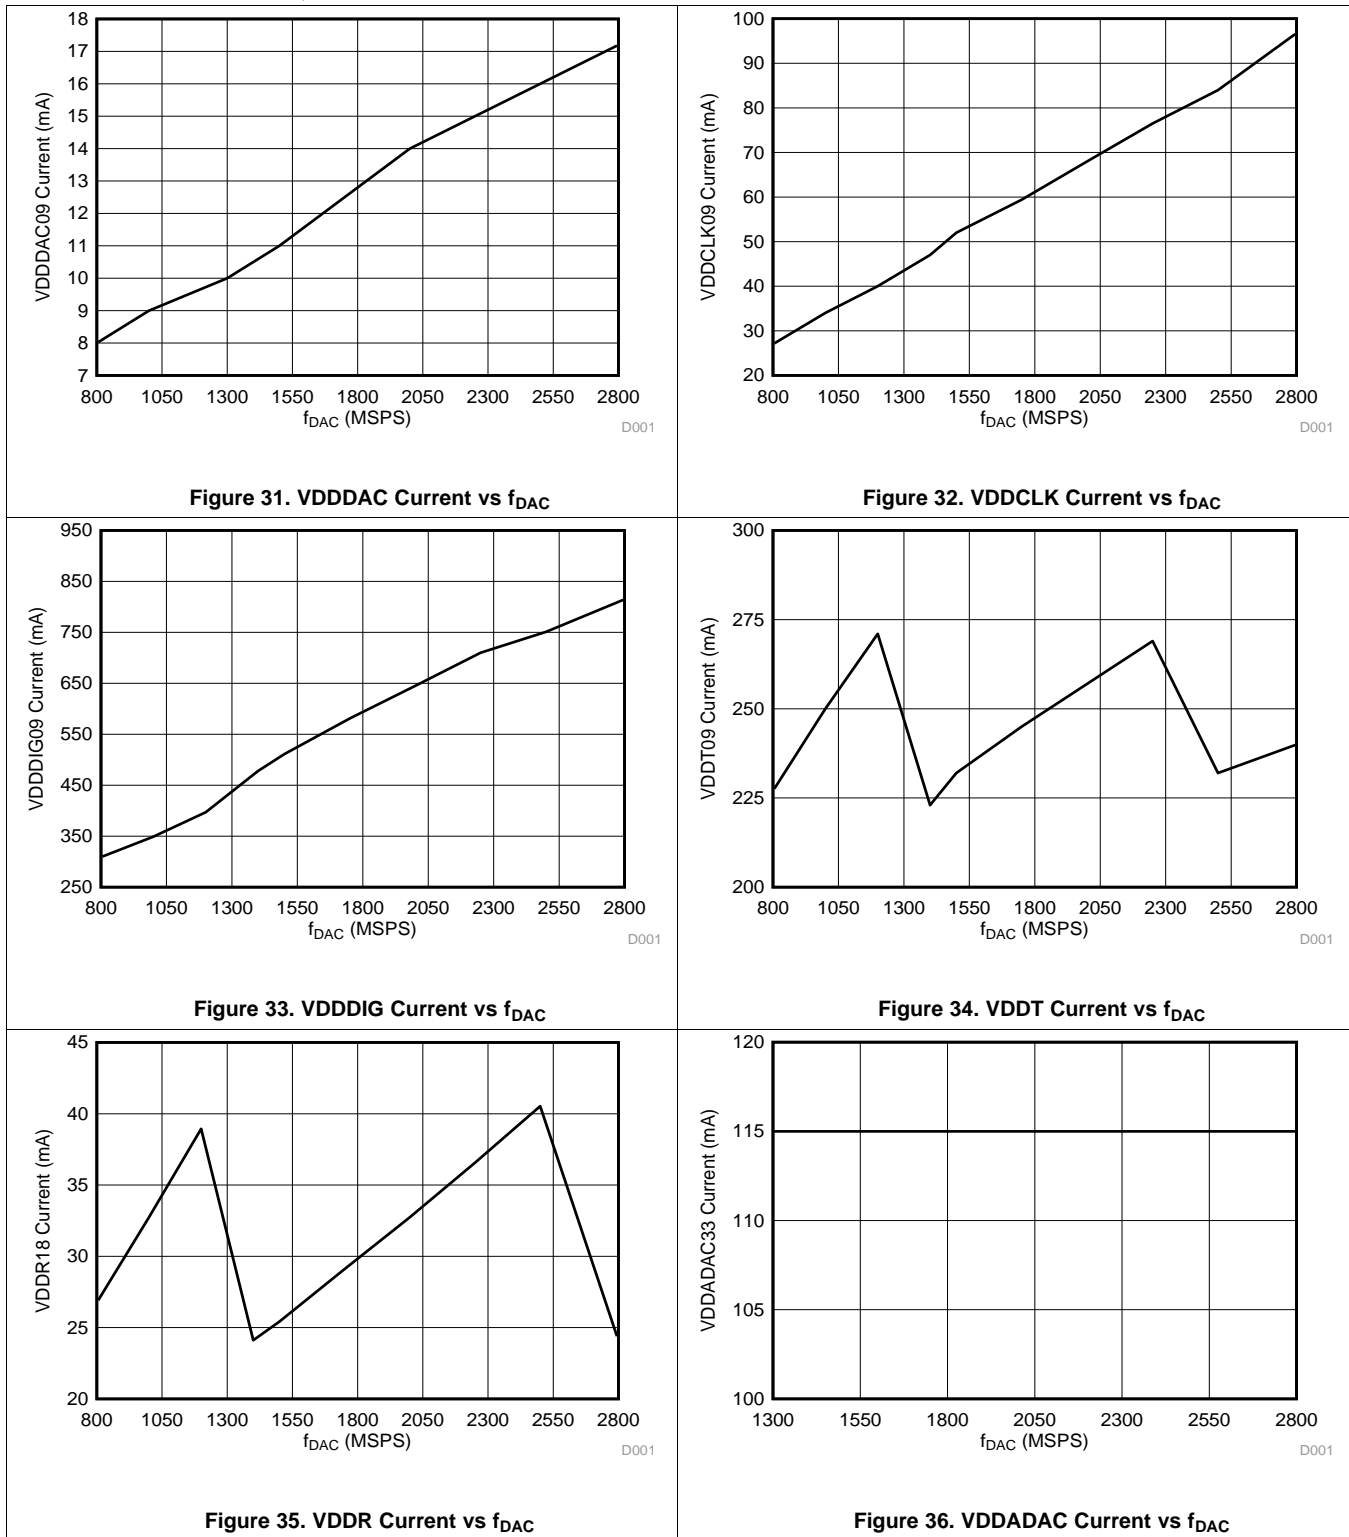 18
17
16
15
14
13
12
11
10
9
8
7
VDDDAC09 Current (mA)
800 1050 1300 1550 1800 2050 2300 2550 2800
fDAC (MSPS)
D001
Figure 31. VDDDAC Current vs fDAC
100
90
80
70
60
50
40
30
20
VDDCLK09 Current (mA)
800 1050 1300 1550 1800 2050 2300 2550 2800
fDAC (MSPS)
D001
Figure 32. VDDCLK Current vs fDAC
950
850
750
650
550
450
350
250
VDDDIG09 Current (mA)
800 1050 1300 1550 1800 2050 2300 2550 2800
fDAC (MSPS)
D001
Figure 33. VDDDIG Current vs fDAC
300
275
250
225
200
VDDT09 Current (mA)
800 1050 1300 1550 1800 2050 2300 2550 2800
fDAC (MSPS)
D001
Figure 34. VDDT Current vs fDAC
45
40
35
30
25
20
VDDR18 Current (mA)
800 1050 1300 1550 1800 2050 2300 2550 2800
fDAC (MSPS)
D001
Figure 35. VDDR Current vs fDAC
120
115
110
105
100
VDDADAC33 Current (mA)
1300 1550 1800 2050 2300 2550 2800
fDAC (MSPS)
D001
Figure 36. VDDADAC Current vs fDAC